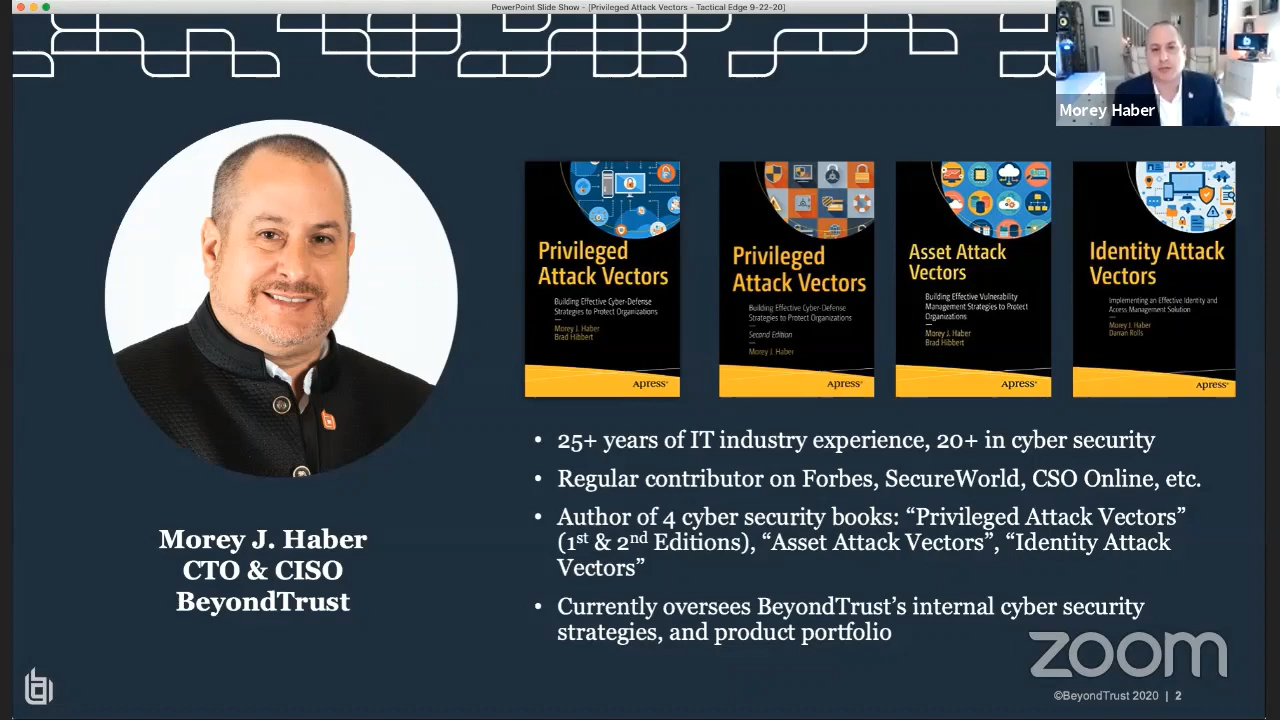 PowerPoint Slide Show - [Privileged Attack Vectors - Tactical Edge 9-22-20]
Morey Haber
Privileged
Attack Vectors
Building Effective Cyber-Defense
Strategies to Protect Organizations
—
Morey J. Haber
Brad Hibbert
Apress®
Privileged
Attack Vectors
Building Effective Cyber-Defense
Strategies to Protect Organizations
—
Second Edition
—
Morey J. Haber
Apress®
Asset Attack
Vectors
Building Effective Vulnerability
Management Strategies to Protect
Organizations
—
Morey J. Haber
Brad Hibbert
Apress®
Identity Attack
Vectors
Implementing an Effective Identity and
Access Management Solution
—
Morey J. Haber
Darran Rolls
Apress®
• 25+ years of IT industry experience, 20+ in cyber security
• Regular contributor on Forbes, SecureWorld, CSO Online, etc.
• Author of 4 cyber security books: “Privileged Attack Vectors”
(1st & 2nd Editions), “Asset Attack Vectors”, “Identity Attack
Vectors”
• Currently oversees BeyondTrust’s internal cyber security
strategies, and product portfolio
Morey J. Haber
CTO & CISO
BeyondTrust
zoom
©BeyondTrust 2020 | 2